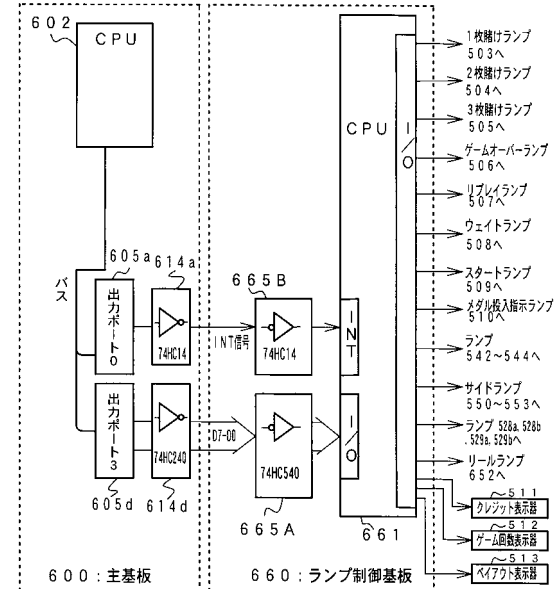 602
CPU
バス
605a
出力ポート0
614a
74HC14
INT信号
665B
74HC14
INT
出力ポート3
605d
74HC240
614d
D7-D0
74HC540
665A
I/O
CPU
I/O
661
1枚賭けランプ
503へ
2枚賭けランプ
504へ
3枚賭けランプ
505へ
ゲームオーバーランプ
506へ
リプレイランプ
507へ
ウェイトランプ
508へ
スタートランプ
509へ
メダル投入指示ランプ
510へ
ランプ
542～544へ
サイドランプ
550～553へ
ランプ 528a, 528b
, 529a, 529bへ
リールランプ
652へ
511
クレジット表示器
512
ゲーム回数表示器
513
ペイアウト表示器
600：主基板
660：ランプ制御基板